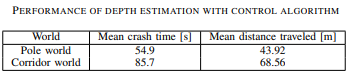 PERFORMANCE OF DEPTH ESTIMATION WITH CONTROL ALGORITHM
World Mean crash time [s] Mean distance traveled [m]
Pole world 54.9 43.92
Corridor world 85.7 68.56